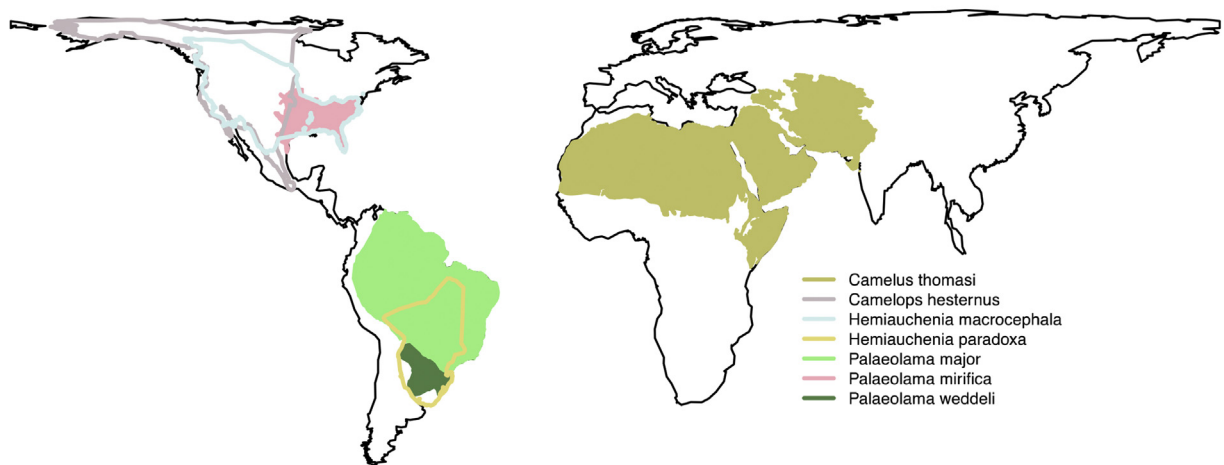 Camelus thomasi
Camelops hesternus
Hemiauchenia macrocephala
Hemiauchenia paradoxa
Palaeolama major
Palaeolama mirifica
Palaeolama weddeli